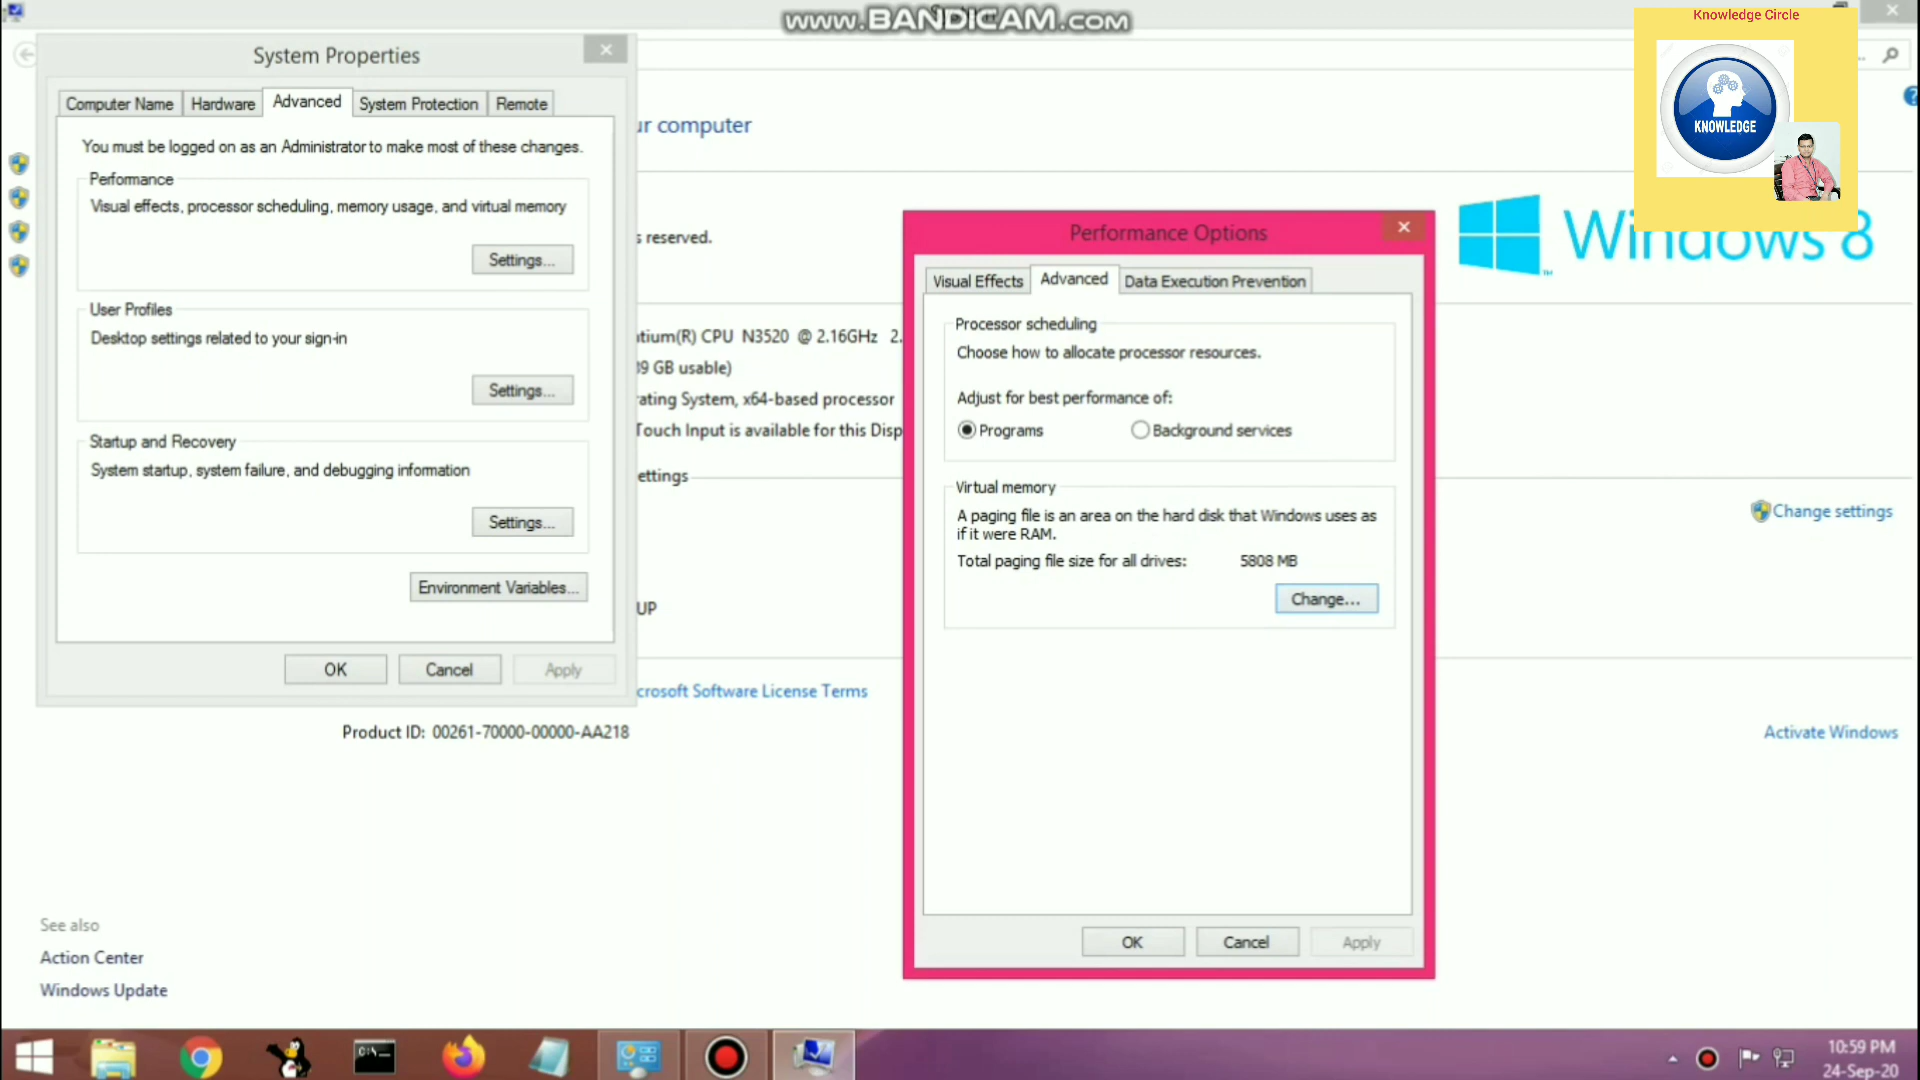 www.BANDICAM.com
Knowledge Circle
KNOWLEDGE
System Properties
Computer Name
Hardware
Advanced
System Protection
Remote
You must be logged on as an Administrator to make most of these changes.
Performance
Visual effects, processor scheduling, memory usage, and virtual memory
Settings...
User Profiles
Desktop settings related to your sign-in
Settings...
Startup and Recovery
System startup, system failure, and debugging information
Settings...
Environment Variables...
OK
Cancel
Apply
ur computer
s reserved.
Windows 8
tium(R) CPU N3520 @ 2.16GHz 2.
GB usable)
rating System, x64-based processor
Touch Input is available for this Disp
ettings
Change settings
UP
crosoft Software License Terms
Product ID: 00261-70000-00000-AA218
Activate Windows
Performance Options
Visual Effects
Advanced
Data Execution Prevention
Processor scheduling
Choose how to allocate processor resources.
Adjust for best performance of:
Programs
Background services
Virtual memory
A paging file is an area on the hard disk that Windows uses as
if it were RAM.
Total paging file size for all drives: 5808 MB
Change...
OK
Cancel
Apply
See also
Action Center
Windows Update
10:59 PM
24-Sep-20